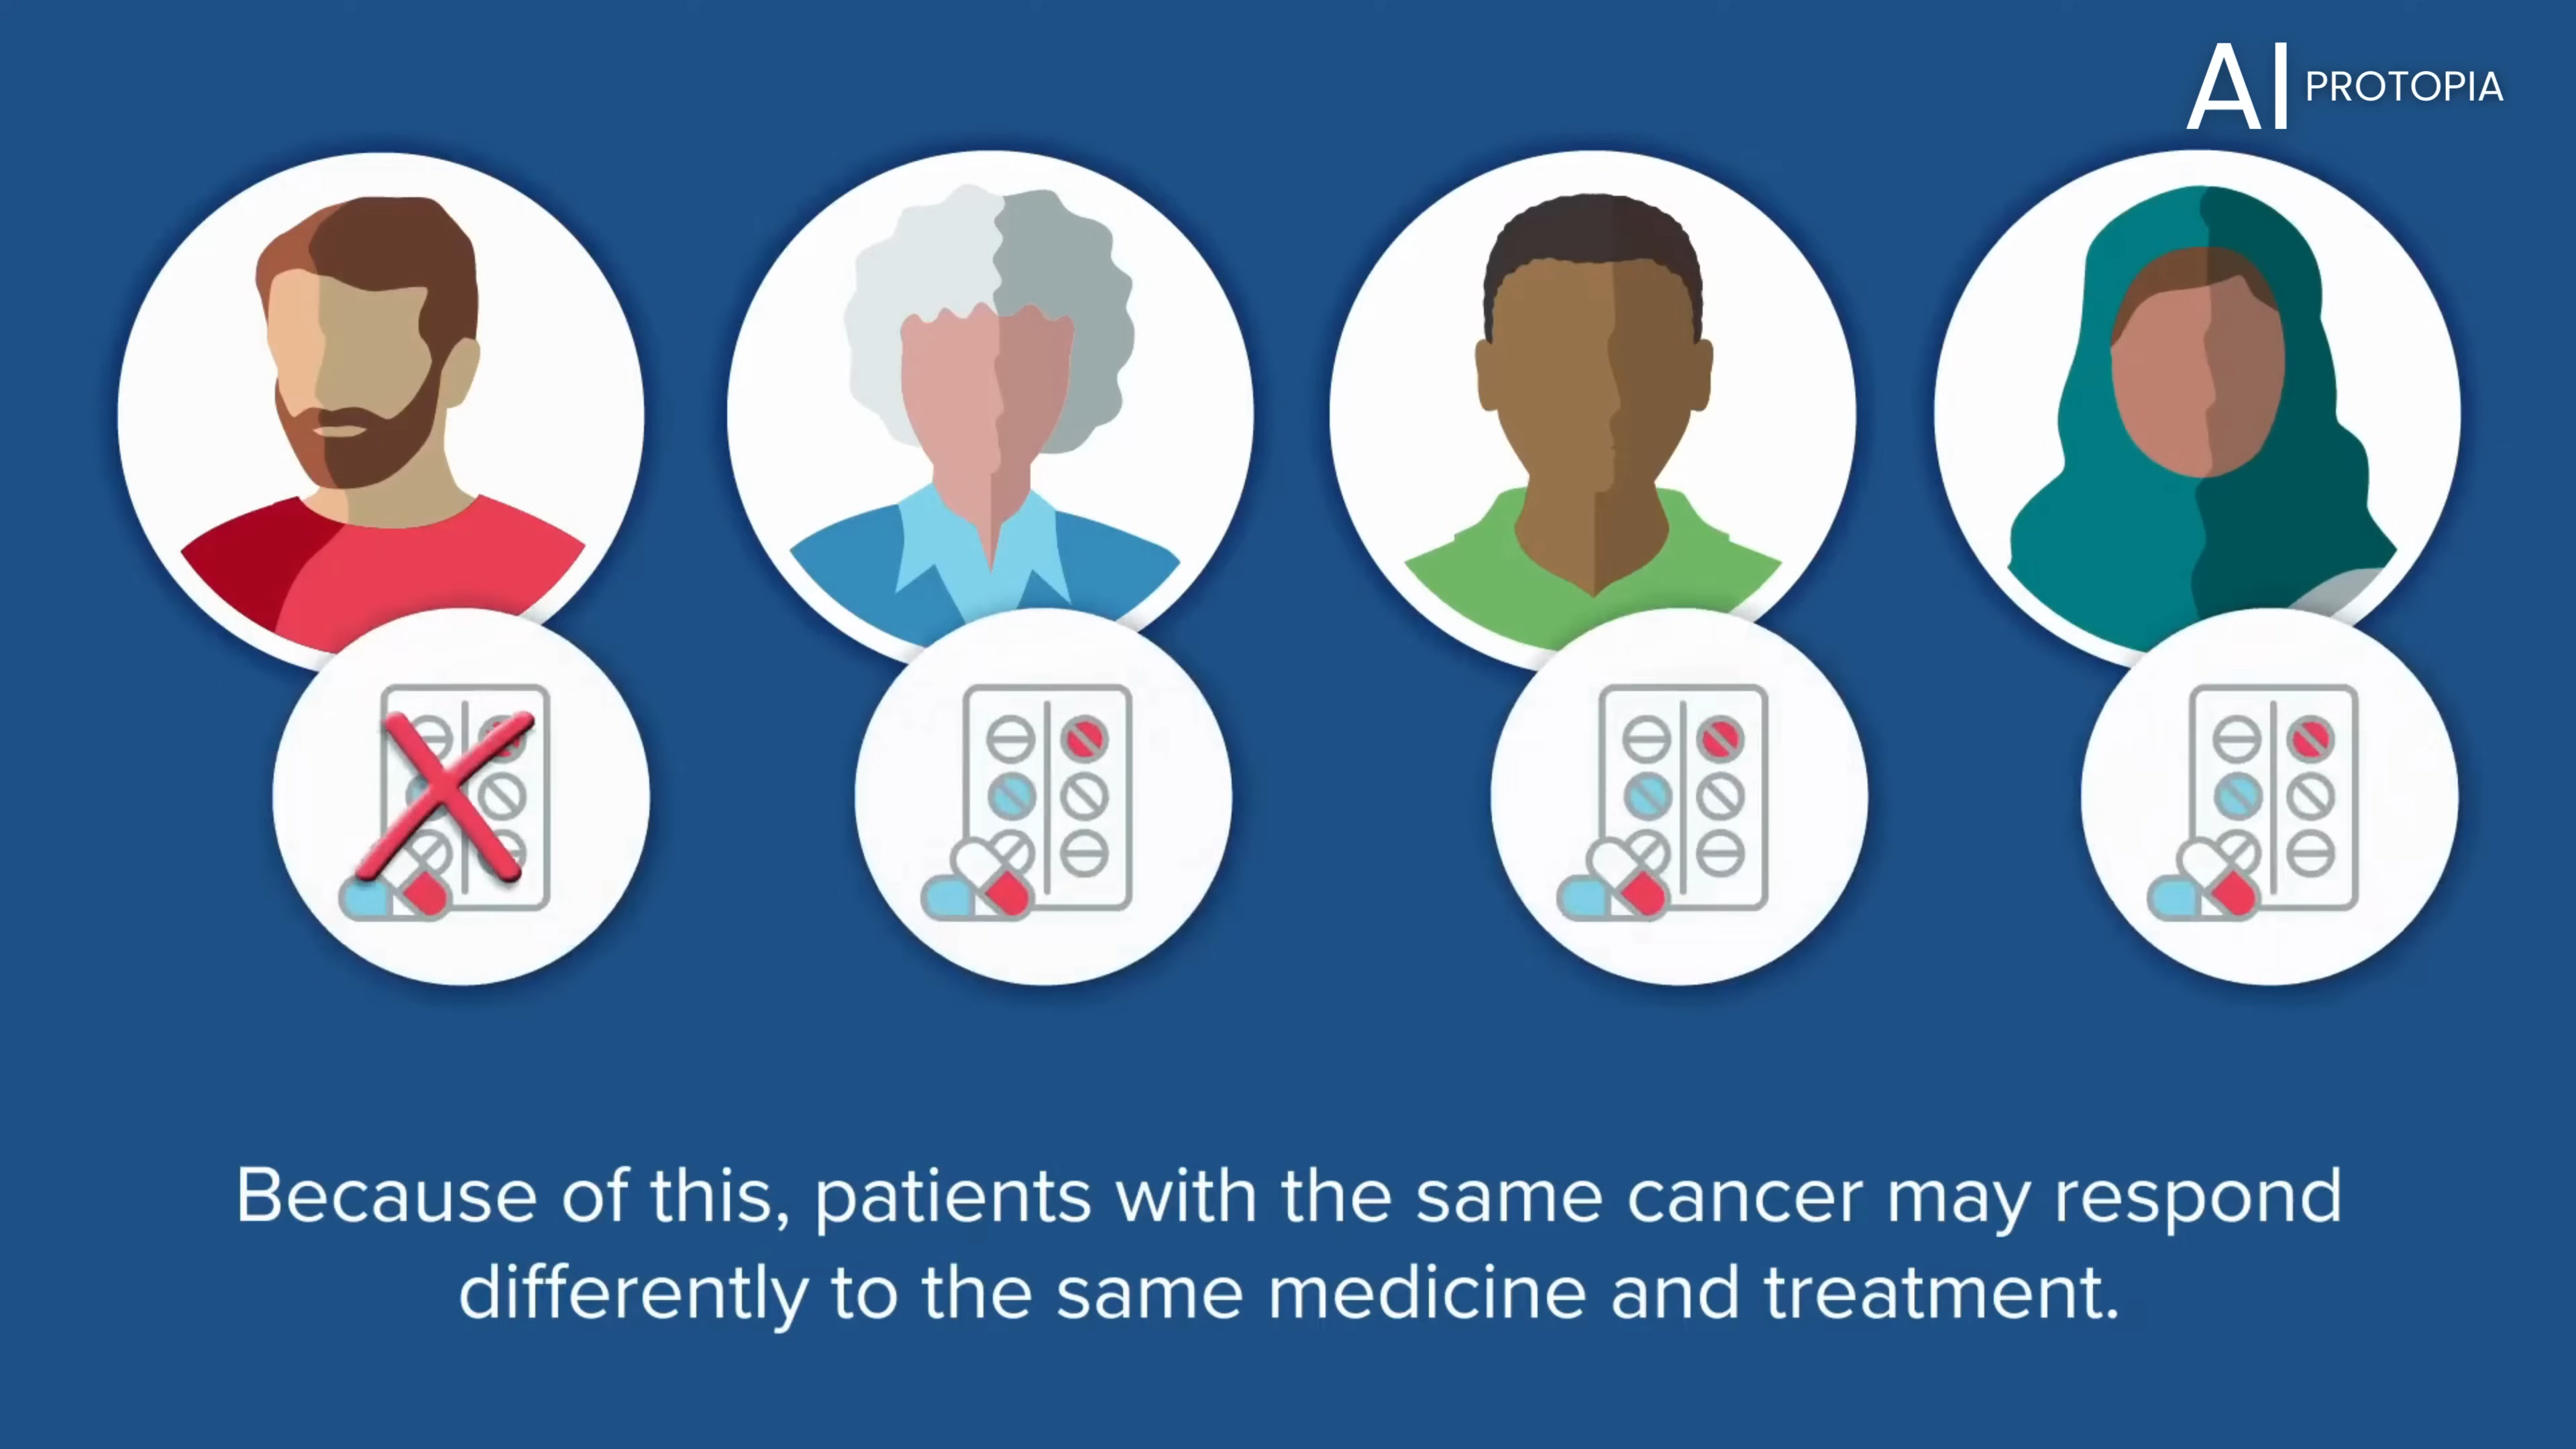 AI PROTOPIA
Because of this, patients with the same cancer may respond
differently to the same medicine and treatment.